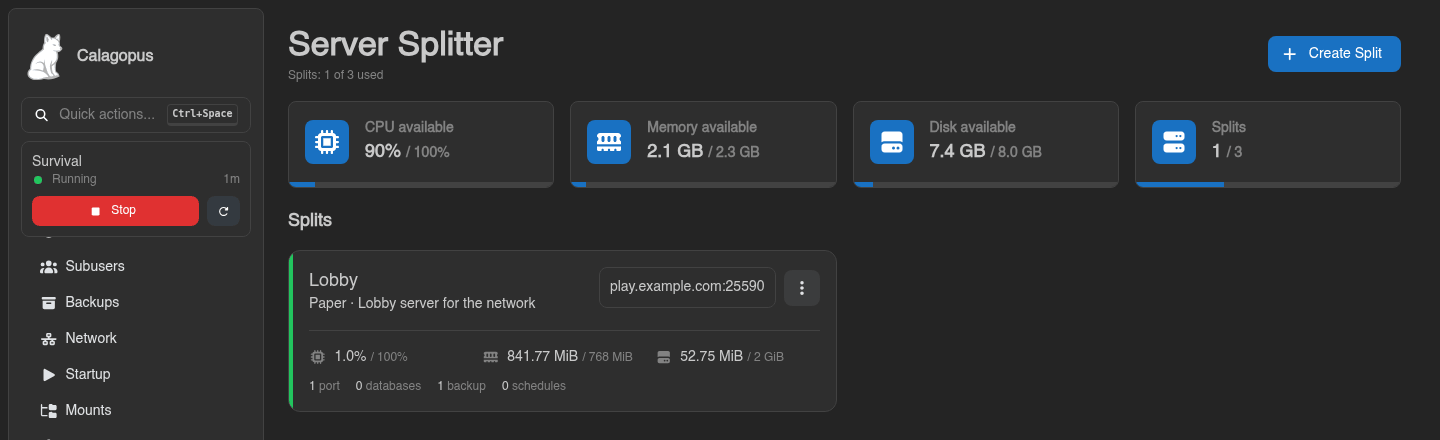 Calagopus
Quick actions... Ctrl+Space
Survival
Running 1m
Stop
Subusers
Backups
Network
Startup
Mounts
Server Splitter
Splits: 1 of 3 used
Create Split
CPU available
90% / 100%
Memory available
2.1 GB / 2.3 GB
Disk available
7.4 GB / 8.0 GB
Splits
1 / 3
Splits
Lobby
Paper · Lobby server for the network
play.example.com:25590
1.0% / 100% 841.77 MiB / 768 MiB 52.75 MiB / 2 GiB
1 port 0 databases 1 backup 0 schedules